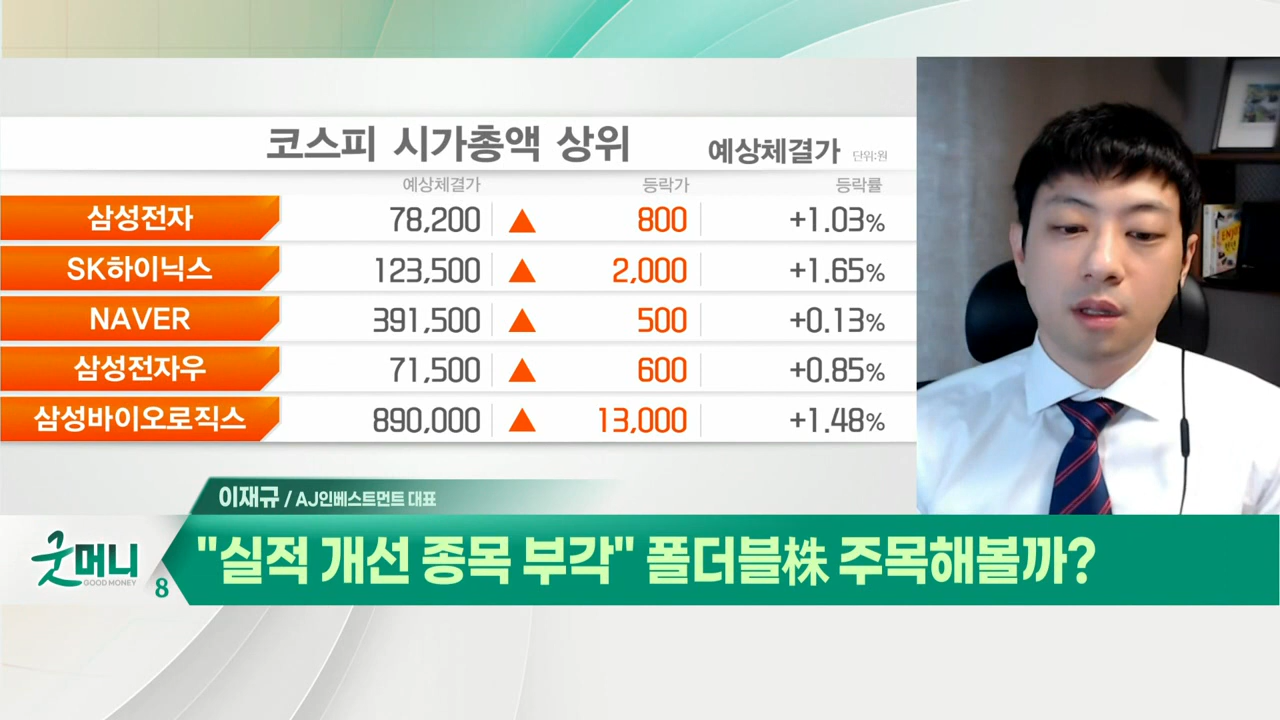 코스피 시가총액 상위 예상체결가 단위:원
예상체결가 등락가 등락률
삼성전자 78,200 ▲ 800 +1.03%
SK하이닉스 123,500 ▲ 2,000 +1.65%
NAVER 391,500 ▲ 500 +0.13%
삼성전자우 71,500 ▲ 600 +0.85%
삼성바이오로직스 890,000 ▲ 13,000 +1.48%
이재규 / AJ인베스트먼트 대표
굿머니
GOOD MONEY
8
"실적 개선 종목 부각" 폴더블株 주목해볼까?